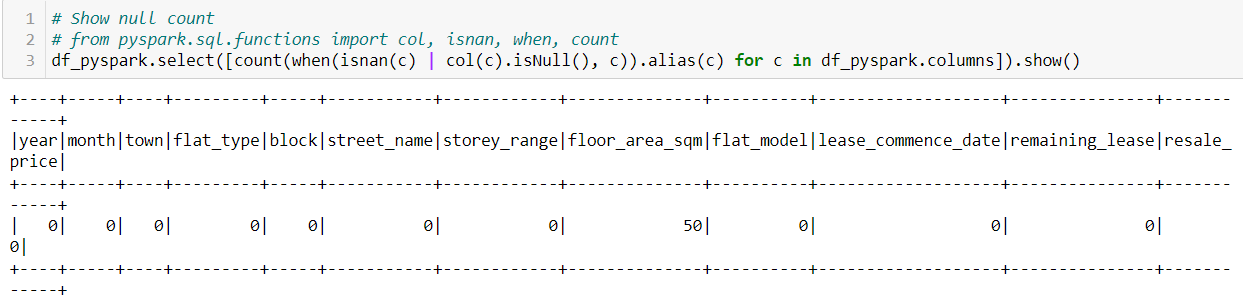 1 # Show null count
2 # from pyspark.sql.functions import col, isnan, when, count
3 df_pyspark.select([count(when(isnan(c) | col(c).isNull(), c)).alias(c) for c in df_pyspark.columns]).show()
+----+-----+----+---------+-----+-----------+------------+--------------+----------+-------------------+---------------+-------
-----+
|year|month|town|flat_type|block|street_name|storey_range|floor_area_sqm|flat_model|lease_commence_date|remaining_lease|resale_
price|
+----+-----+----+---------+-----+-----------+------------+--------------+----------+-------------------+---------------+-------
-----+
|   0|    0|   0|        0|    0|          0|           0|            50|         0|                  0|              0|
0|
+----+-----+----+---------+-----+-----------+------------+--------------+----------+-------------------+---------------+-------
-----+